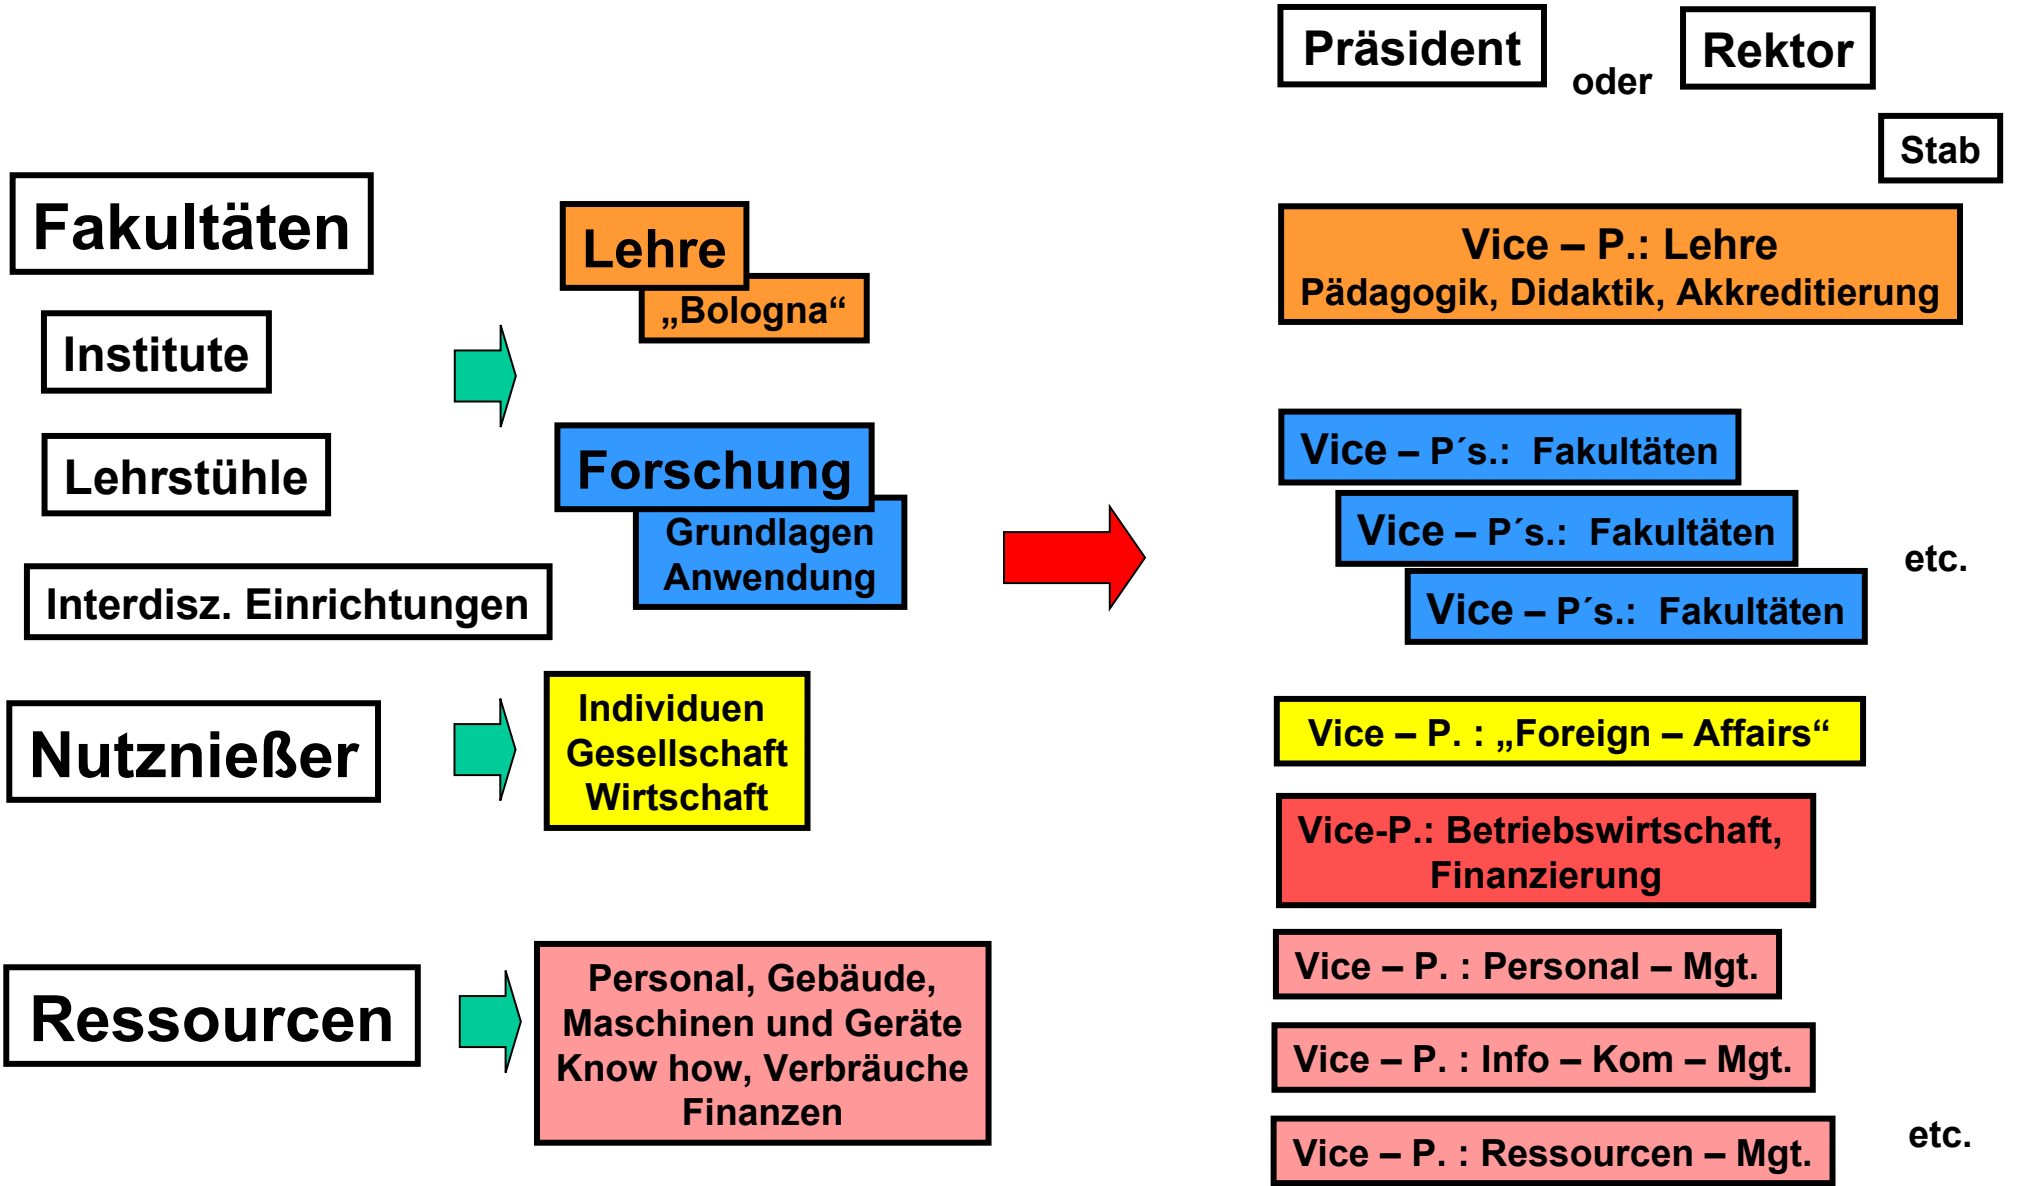 Fakultäten
Institute
Lehrstühle
Interdisz. Einrichtungen
Nutznießer
Ressourcen
Lehre
„Bologna“
Forschung
Grundlagen
Anwendung
Individuen
Gesellschaft
Wirtschaft
Personal, Gebäude,
Maschinen und Geräte
Know how, Verbräuche
Finanzen
Präsident oder Rektor
Stab
Vice – P.: Lehre
Pädagogik, Didaktik, Akkreditierung
Vice – P´s.: Fakultäten
Vice – P´s.: Fakultäten
Vice – P´s.: Fakultäten
etc.
Vice – P. : „Foreign – Affairs“
Vice-P.: Betriebswirtschaft,
Finanzierung
Vice – P. : Personal – Mgt.
Vice – P. : Info – Kom – Mgt.
Vice – P. : Ressourcen – Mgt.
etc.